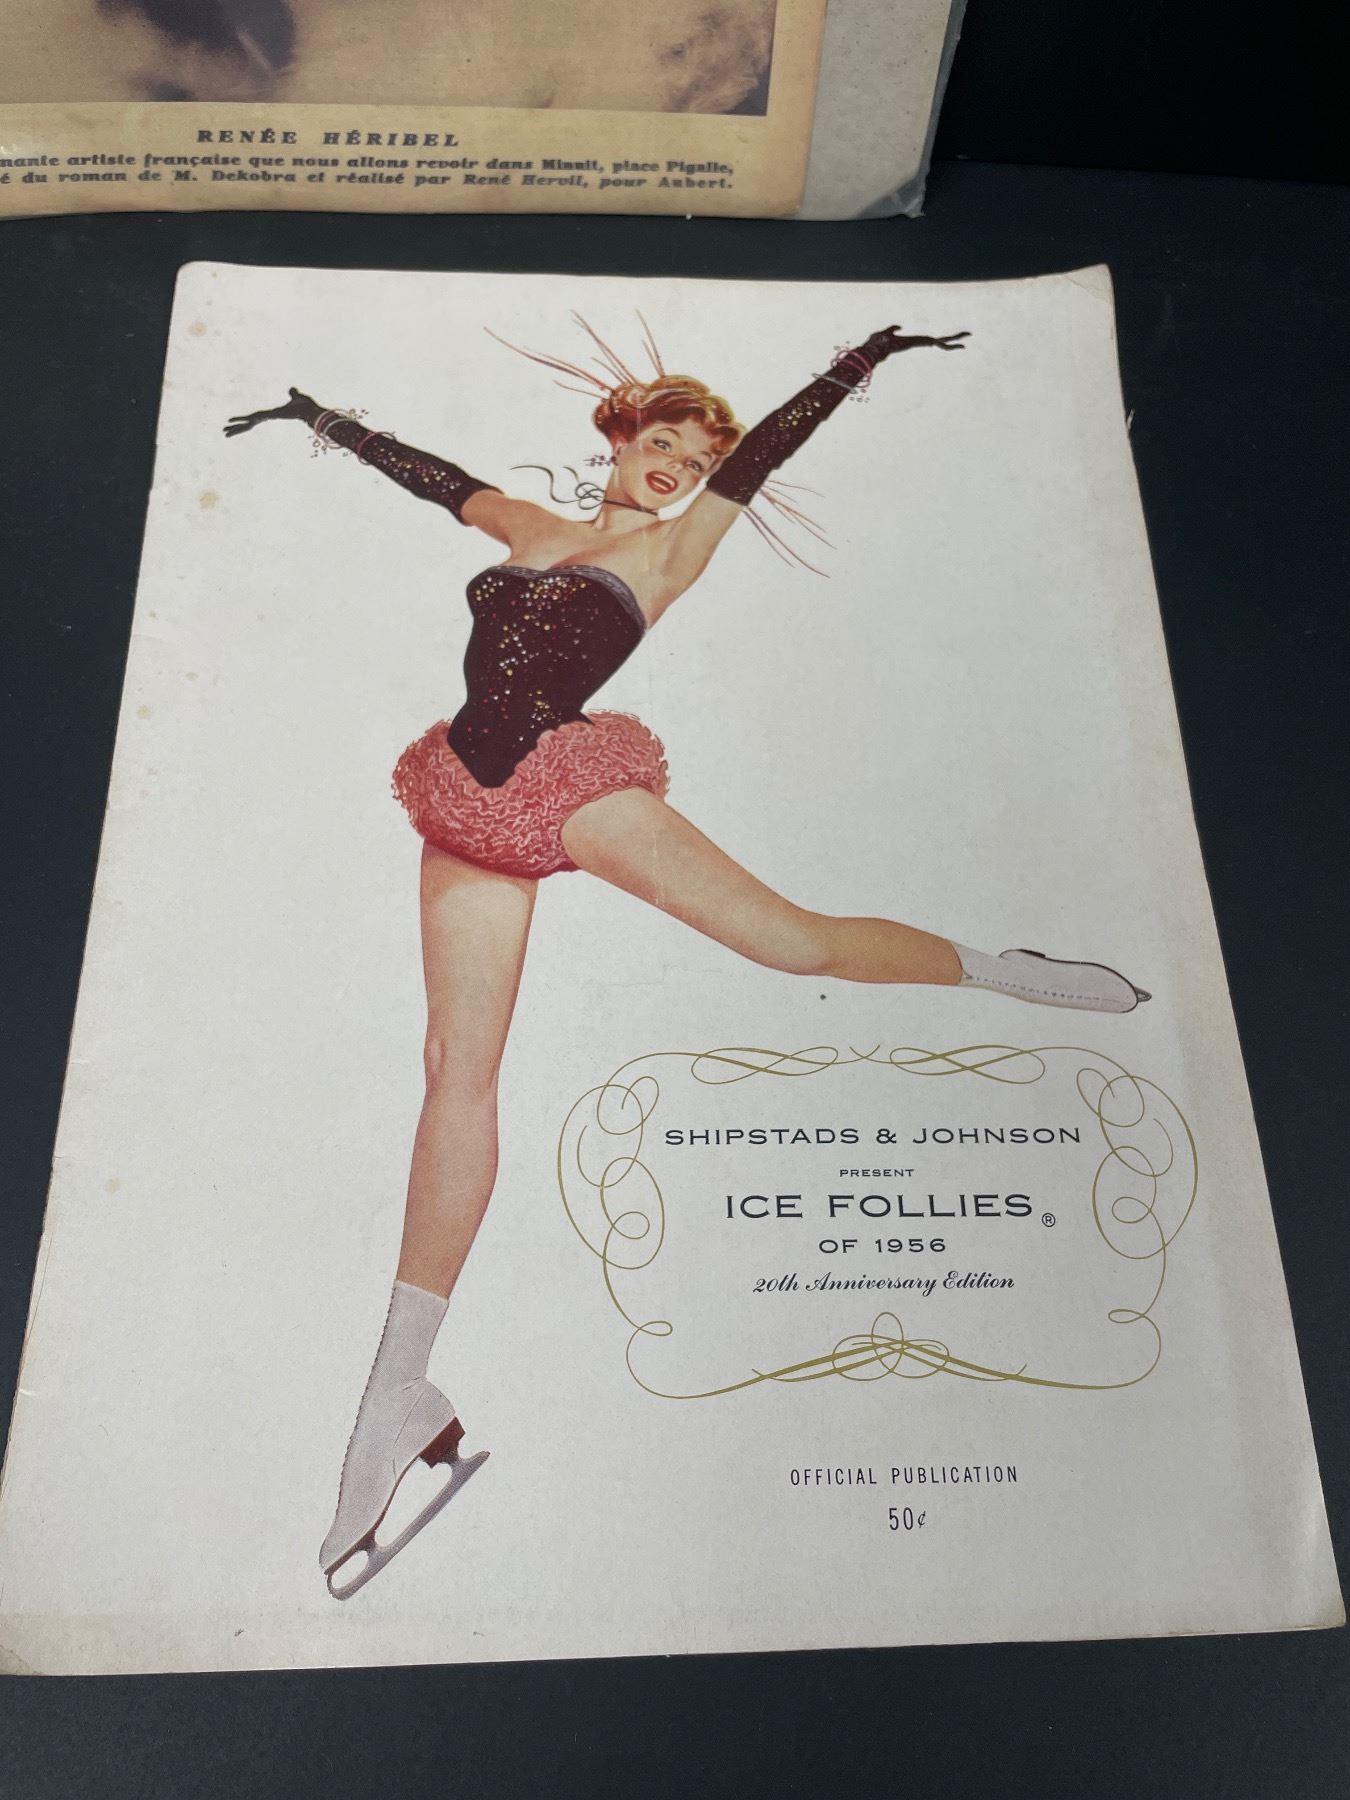 RENÉE HÉRIBEL
artiste française que nous allons revoir dans Minuit, place Pigalle,
é du roman de M. Dekobra et réalisé par René Hervil, pour Aubert.
SHIPSTADS & JOHNSON
PRESENT
ICE FOLLIES®
OF 1956
20th Anniversary Edition
OFFICIAL PUBLICATION
50¢